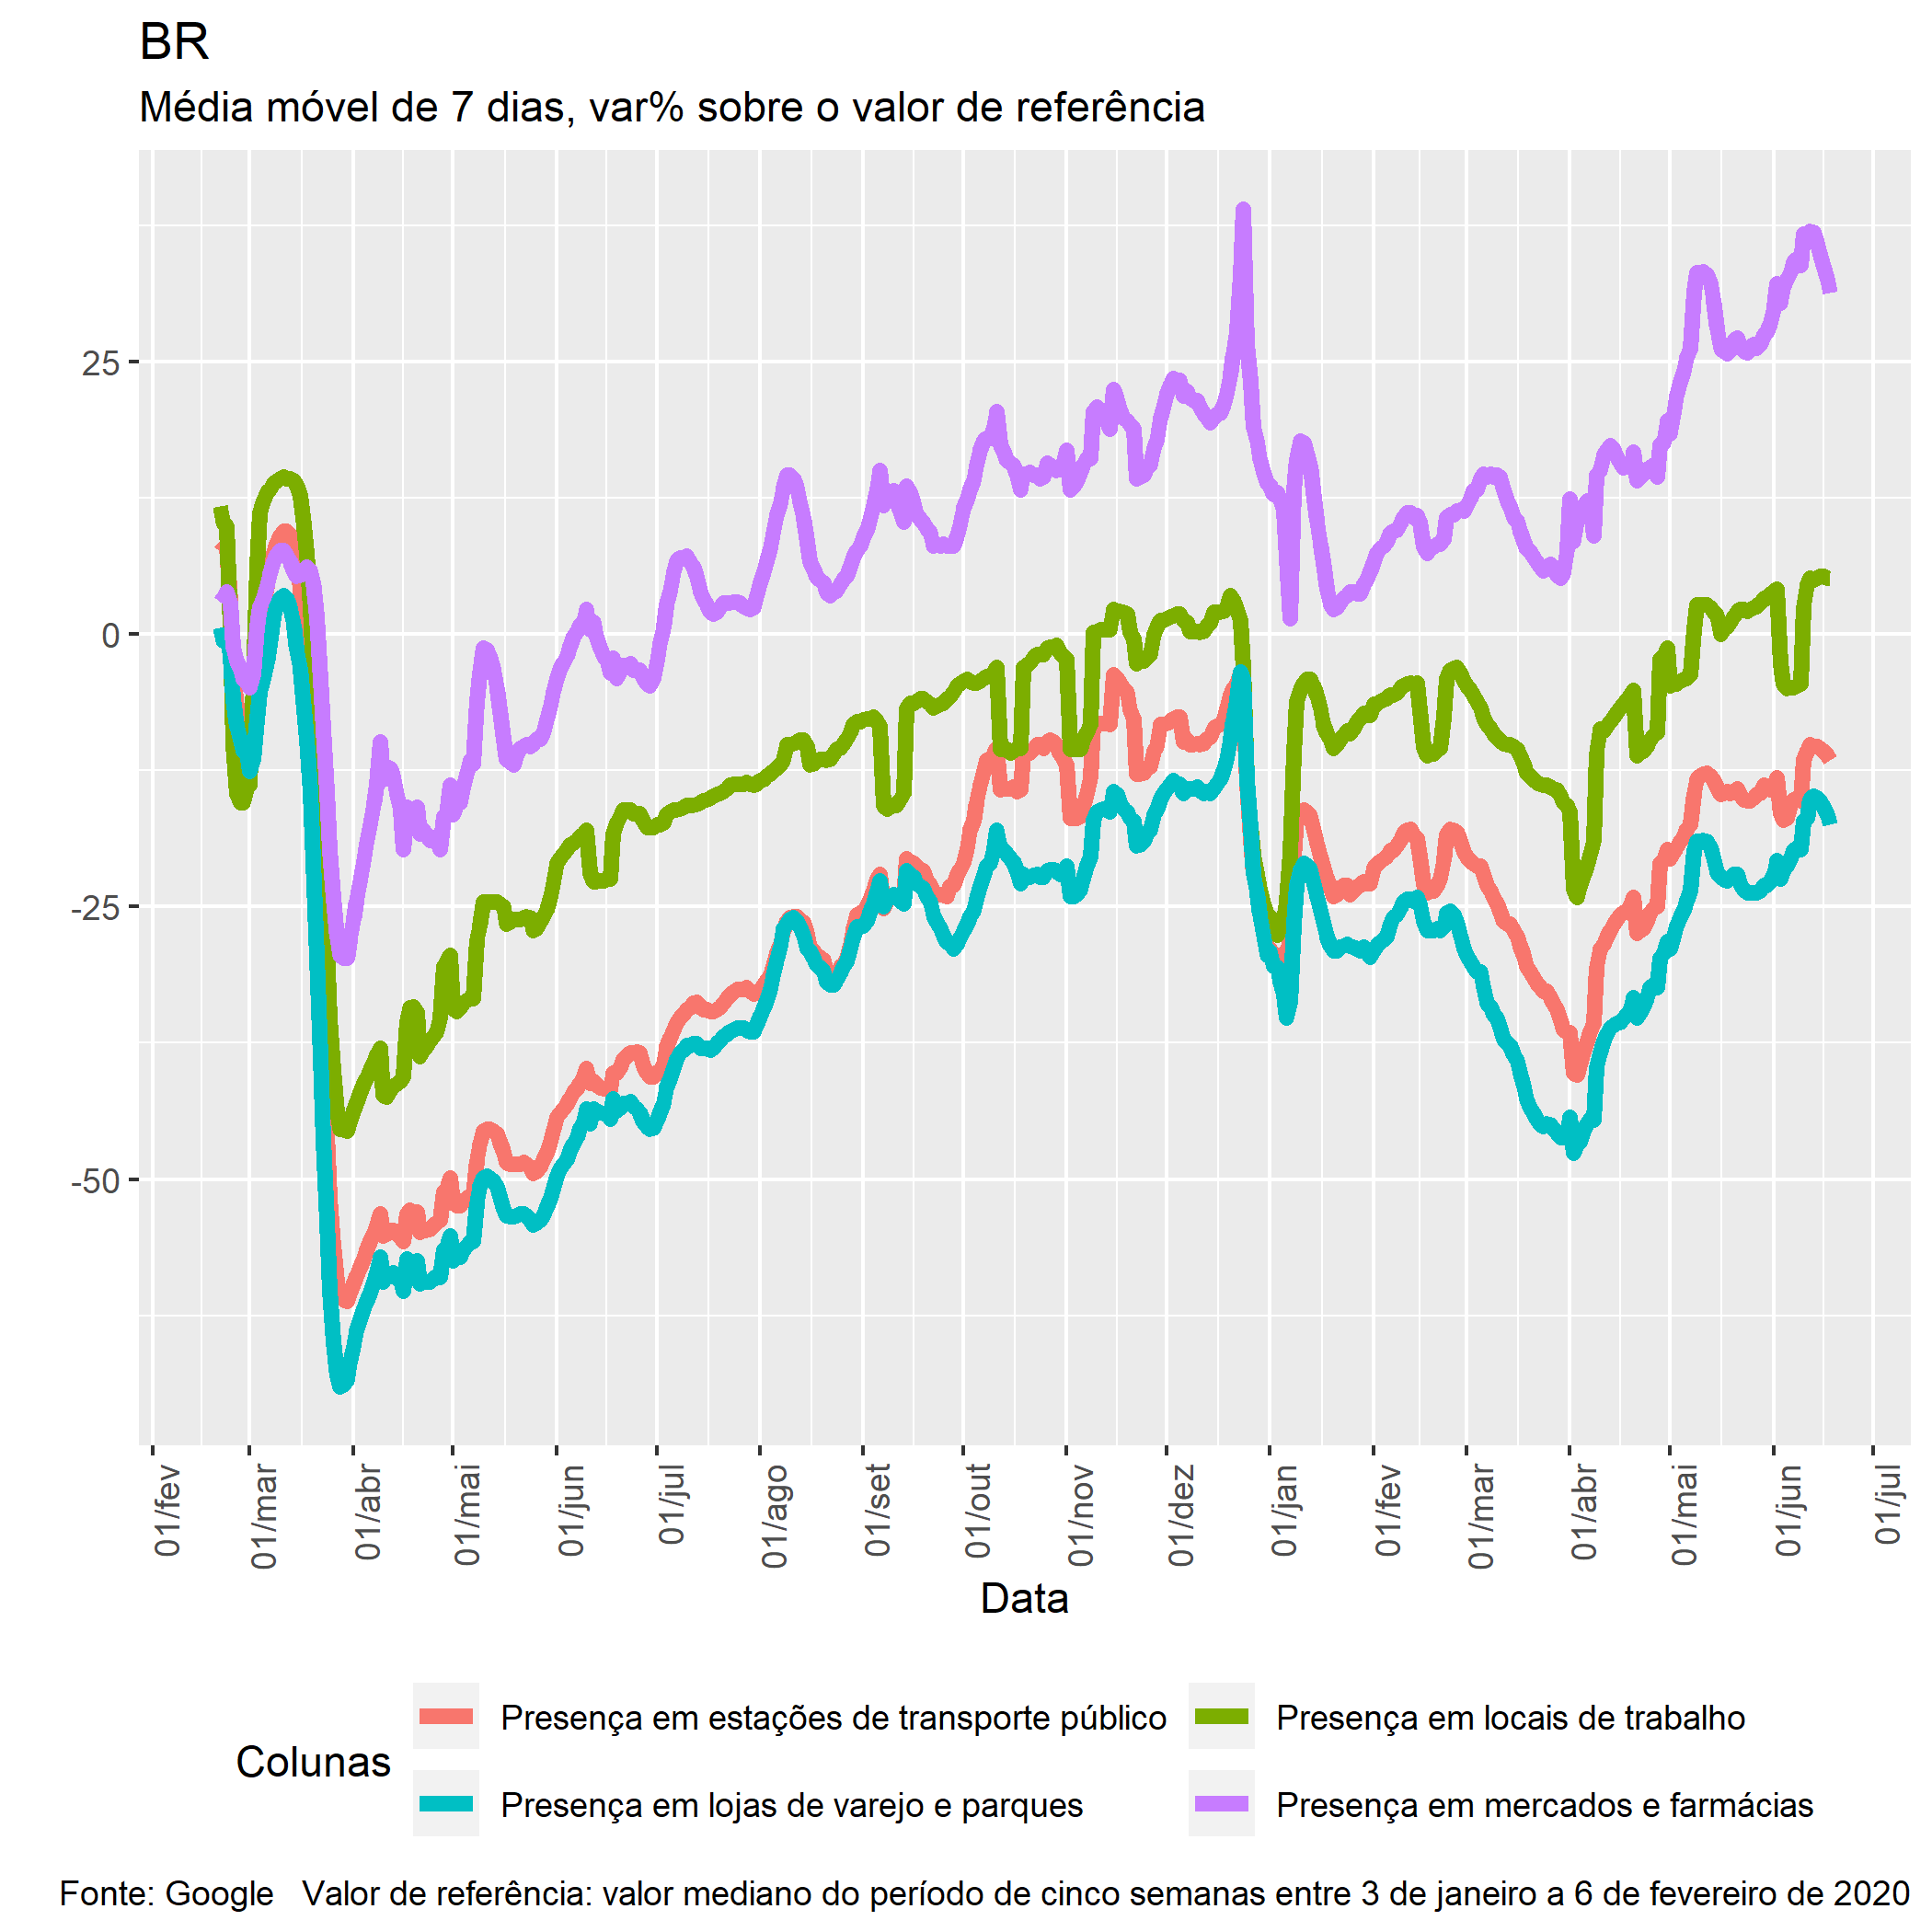 BR
Média móvel de 7 dias, var% sobre o valor de referência
25
0
-25
-50
01/fev
01/mar
01/abr
01/mai
01/jun
01/jul
01/ago
01/set
01/out
01/nov
01/dez
01/jan
01/fev
01/mar
01/abr
01/mai
01/jun
01/jul
Data
Colunas
Presença em estações de transporte público
Presença em locais de trabalho
Presença em lojas de varejo e parques
Presença em mercados e farmácias
Fonte: Google   Valor de referência: valor mediano do período de cinco semanas entre 3 de janeiro a 6 de fevereiro de 2020